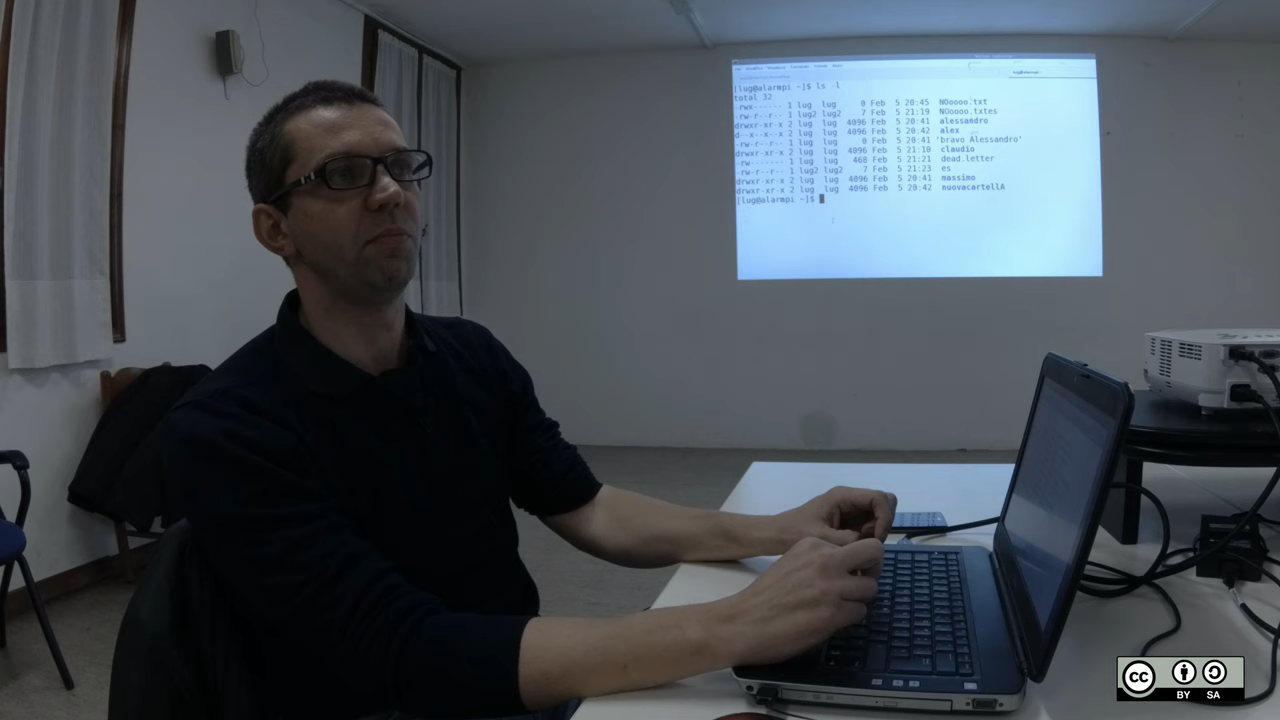 [lug@alarmpi ~]$ ls -l
total 32
-rwx------ 1 lug lug 0 Feb 5 20:45 NOoooo.txt
-rw-r--r-- 1 lug2 lug2 7 Feb 5 21:19 NOoooo.txtes
drwxr-xr-x 2 lug lug 4096 Feb 5 20:41 alessandro
d--x--x--x 2 lug lug 4096 Feb 5 20:42 alex
-rw-r--r-- 1 lug lug 0 Feb 5 20:41 'bravo Alessandro'
drwxr-xr-x 2 lug lug 4096 Feb 5 21:10 claudio
-rw------- 1 lug lug 468 Feb 5 21:21 dead.letter
-rw-r--r-- 1 lug2 lug2 7 Feb 5 21:23 es
drwxr-xr-x 2 lug lug 4096 Feb 5 20:41 massimo
drwxr-xr-x 2 lug lug 4096 Feb 5 20:42 nuovacartellA
[lug@alarmpi ~]$
cc
BY SA